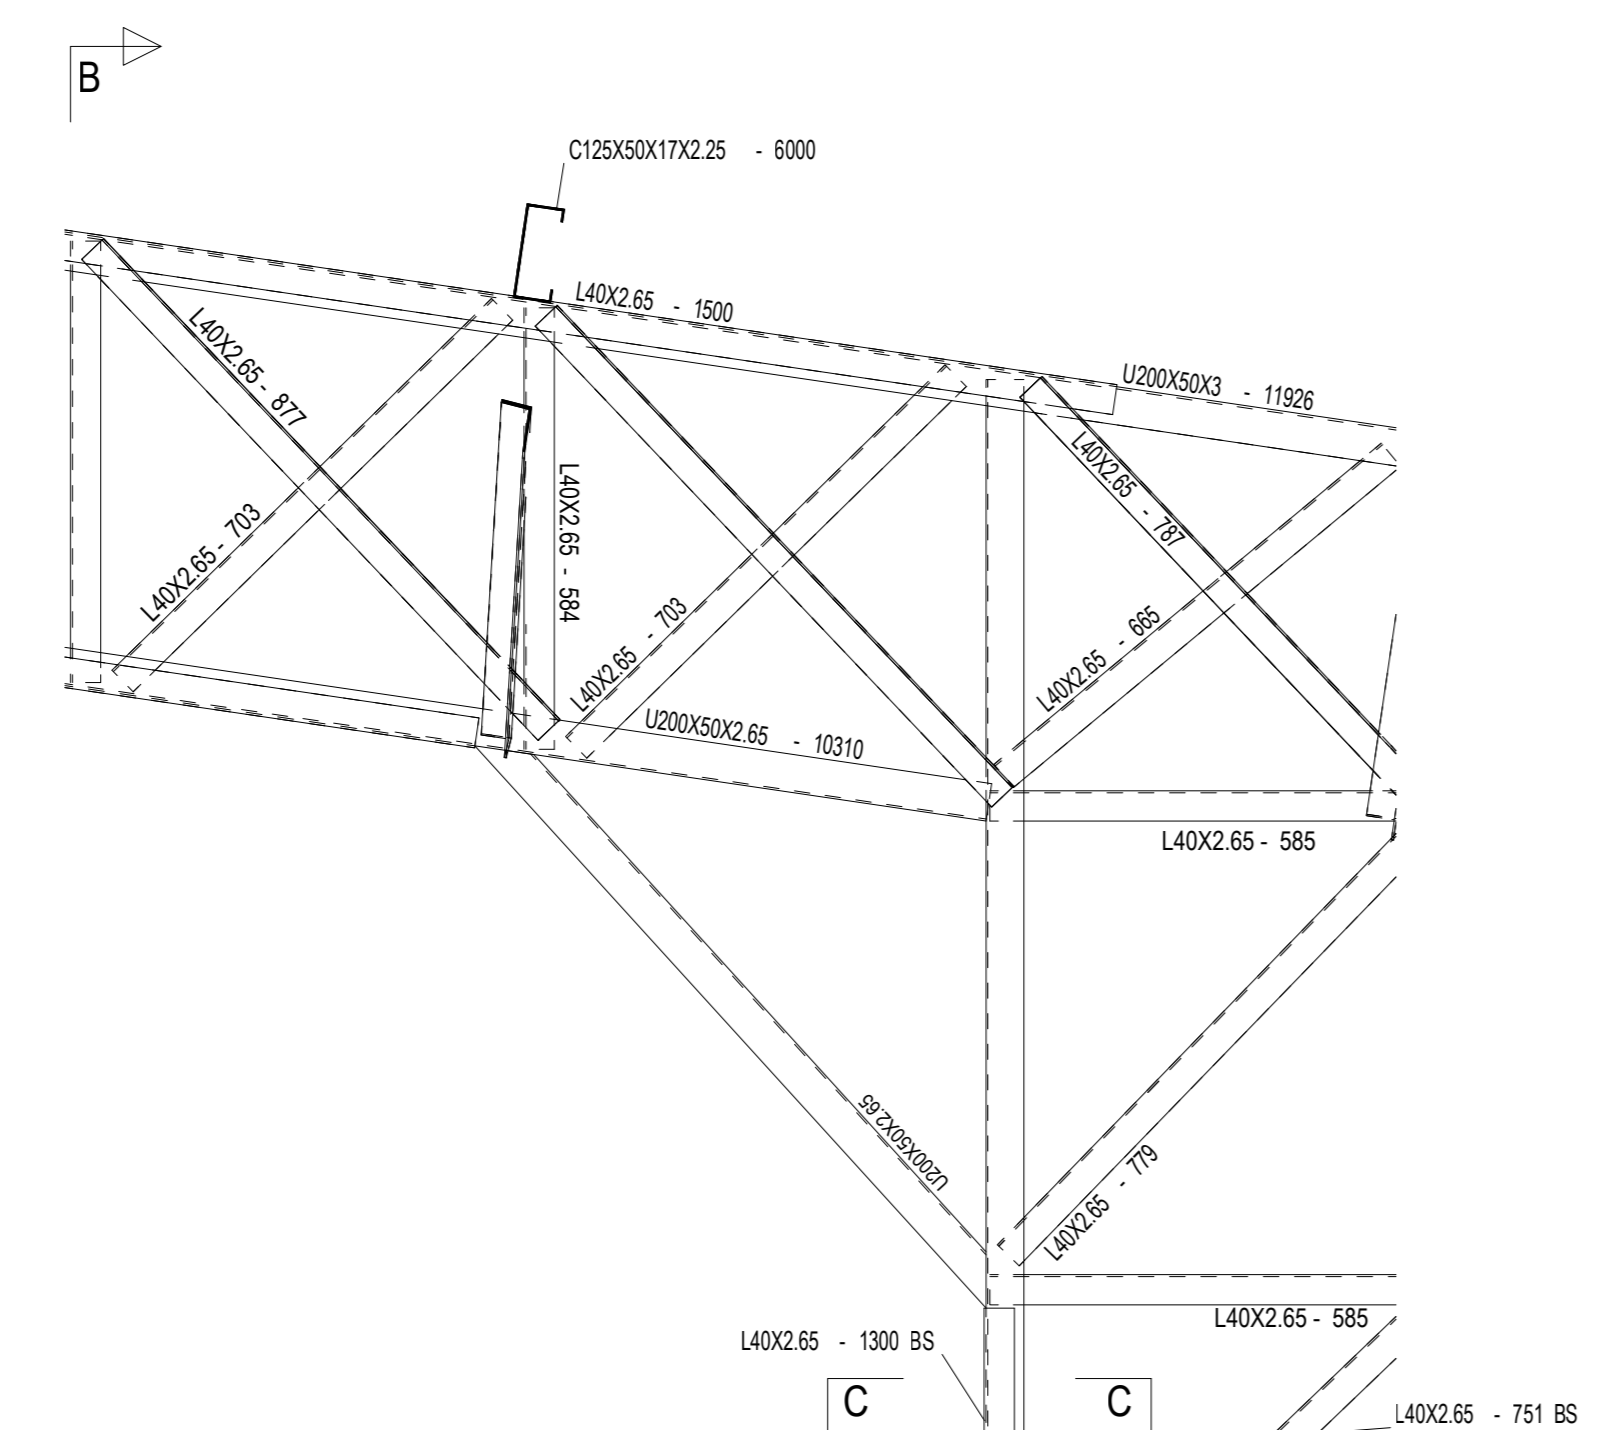 B
C125X50X17X2.25 - 6000
L40X2.65 - 1500
U200X50X3 - 11926
L40X2.65 - 877
L40X2.65 - 787
L40X2.65 - 703
L40X2.65 - 584
L40X2.65 - 703
L40X2.65 - 665
U200X50X2.65 - 10310
L40X2.65 - 585
U200X50X2.65
L40X2.65 - 779
L40X2.65 - 585
L40X2.65 - 1300 BS
C
C
L40X2.65 - 751 BS